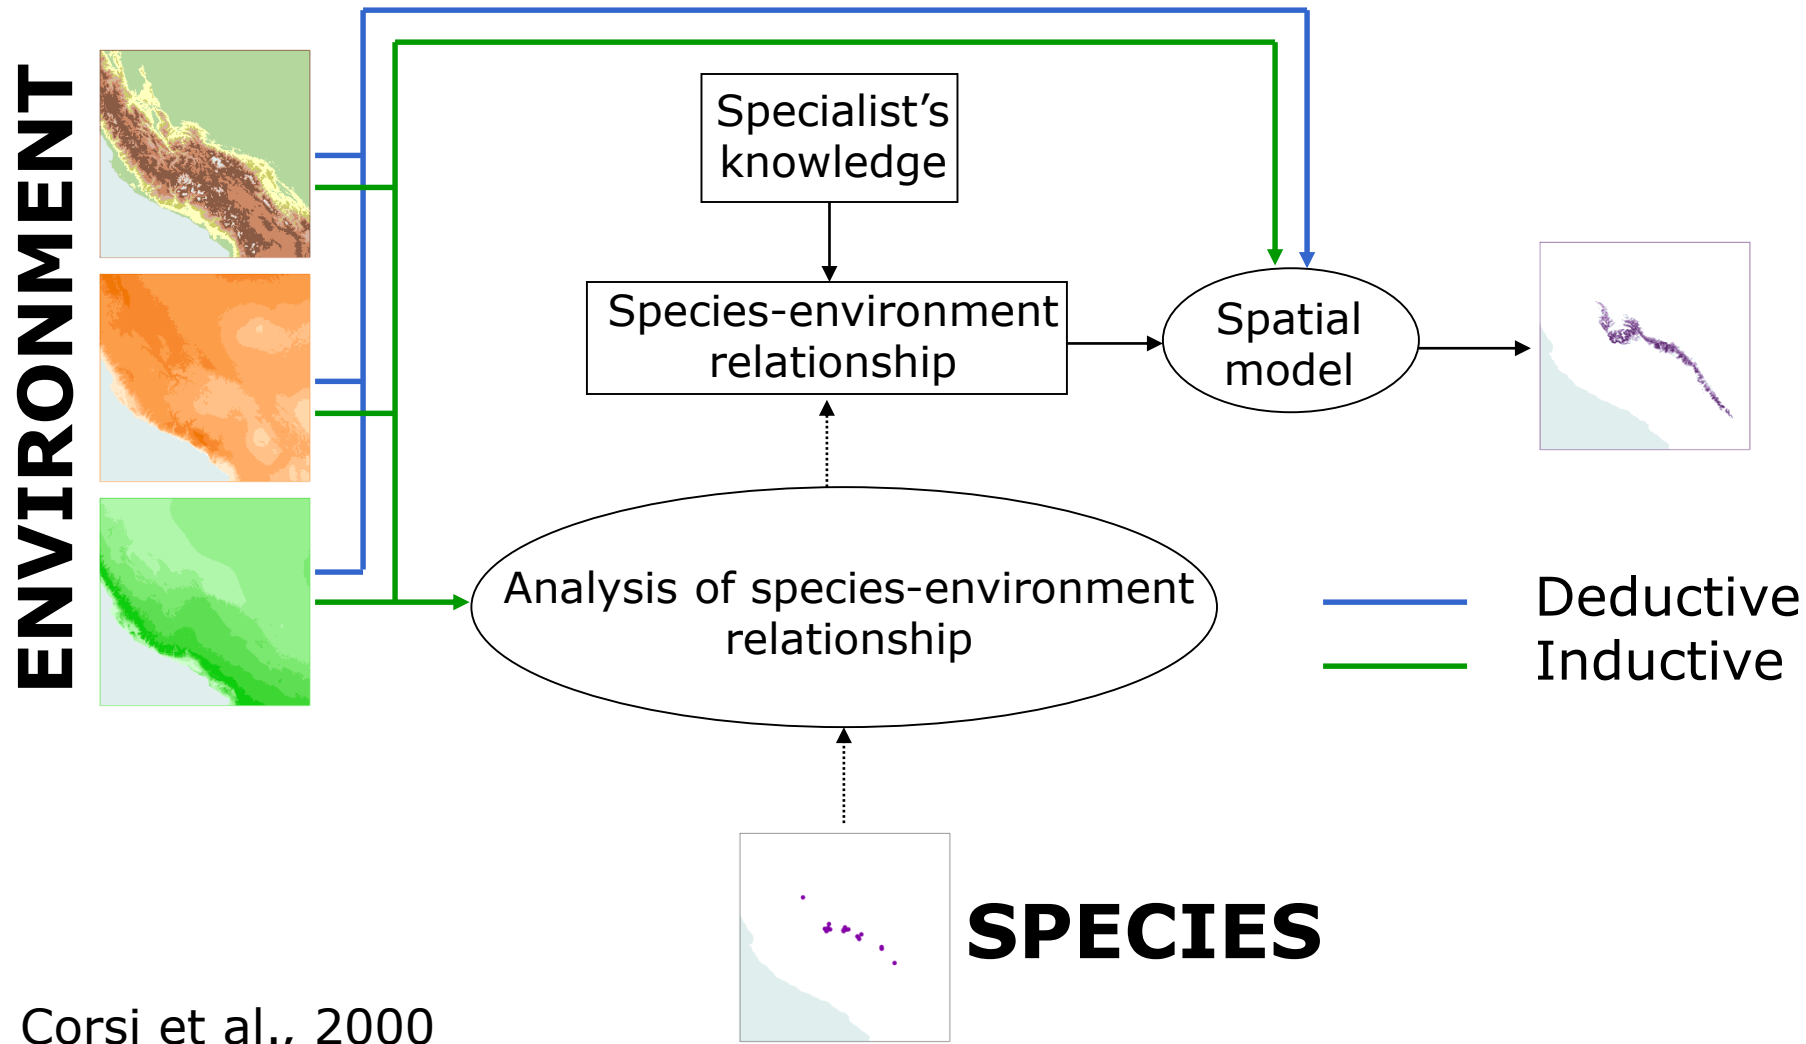 ENVIRONMENT
Specialist’s
knowledge
Species-environment
relationship
Spatial
model
Analysis of species-environment
relationship
Deductive
Inductive
SPECIES
Corsi et al., 2000